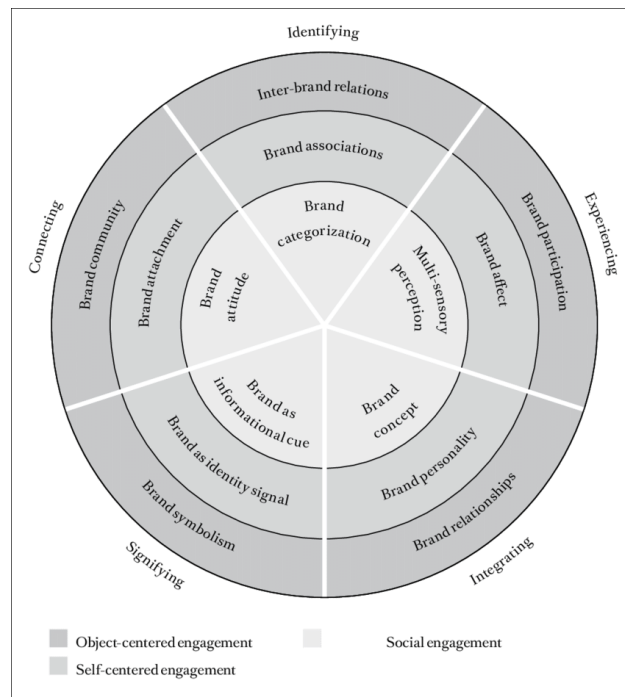 Identifying
Inter-brand relations
Brand associations
Brand
categorization
Connecting
Brand community
Brand attachment
Brand
attitude
Experiencing
Brand participation
Brand affect
Multi-sensory
perception
Signifying
Brand symbolism
Brand as identity signal
Brand as
informational cue
Integrating
Brand relationships
Brand personality
Brand
concept
Object-centered engagement
Social engagement
Self-centered engagement